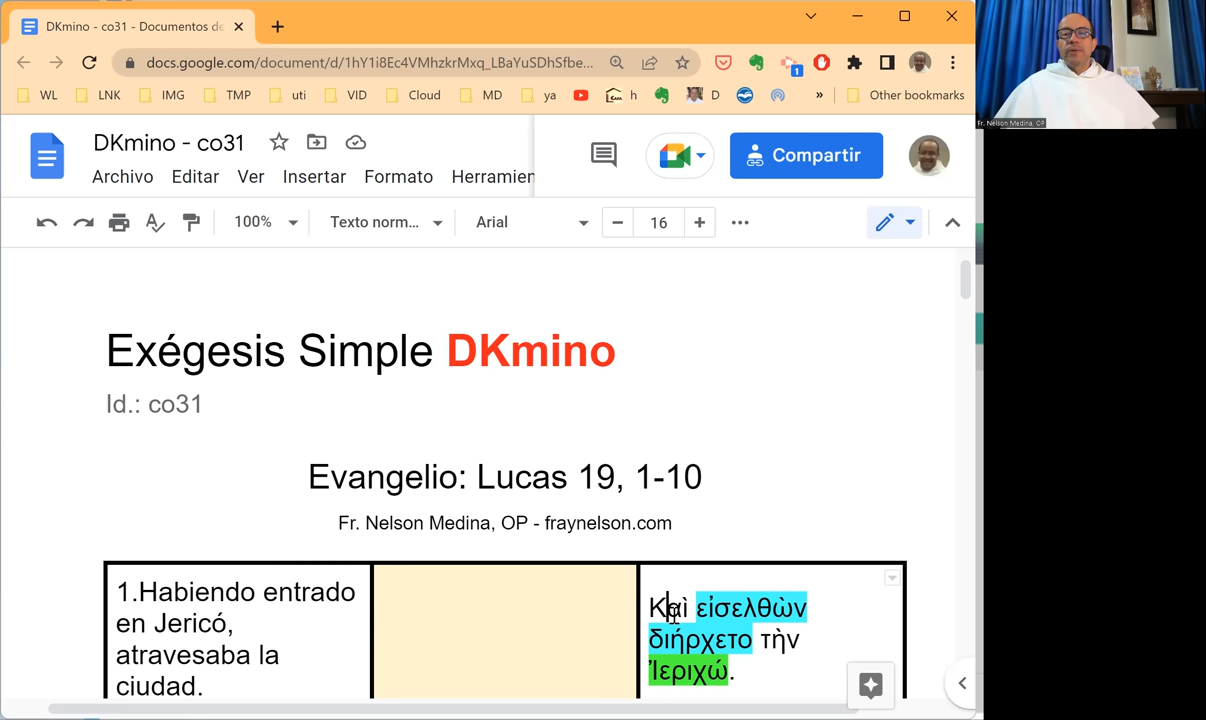 DKmino - co31 - Documentos de
docs.google.com/document/d/1hY1i8Ec4VMhzkrMxq_LBaYuSDhSfbe...
1
WL LNK IMG TMP uti VID Cloud MD ya h D » Other bookmarks
DKmino - co31
Compartir
Archivo Editar Ver Insertar Formato Herramien
100% Texto norm... Arial 16
Exégesis Simple DKmino
Id.: co31
Evangelio: Lucas 19, 1-10
Fr. Nelson Medina, OP - fraynelson.com
1.Habiendo entrado
en Jericó,
atravesaba la
ciudad.
Καὶ εἰσελθὼν
διήρχετο τὴν
Ἰεριχώ.
Fr. Nelson Medina, OP